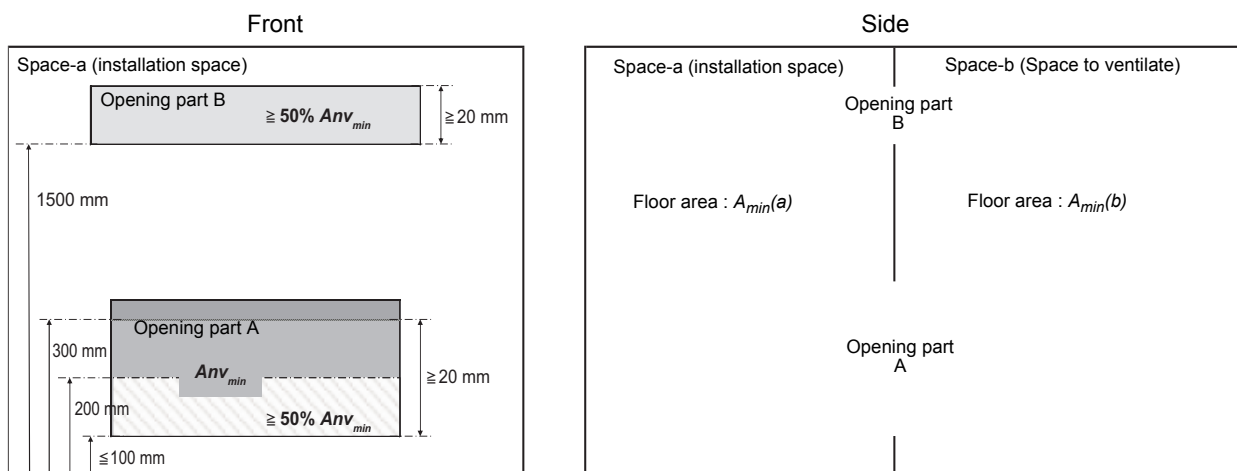 Front
Space-a (installation space)
Opening part B
≧ 50% Anvmin
≧20 mm
1500 mm
Opening part A
300 mm
Anvmin
≧20 mm
200 mm
≧ 50% Anvmin
≦100 mm
Side
Space-a (installation space)
Space-b (Space to ventilate)
Opening part
B
Floor area : Amin(a)
Floor area : Amin(b)
Opening part
A